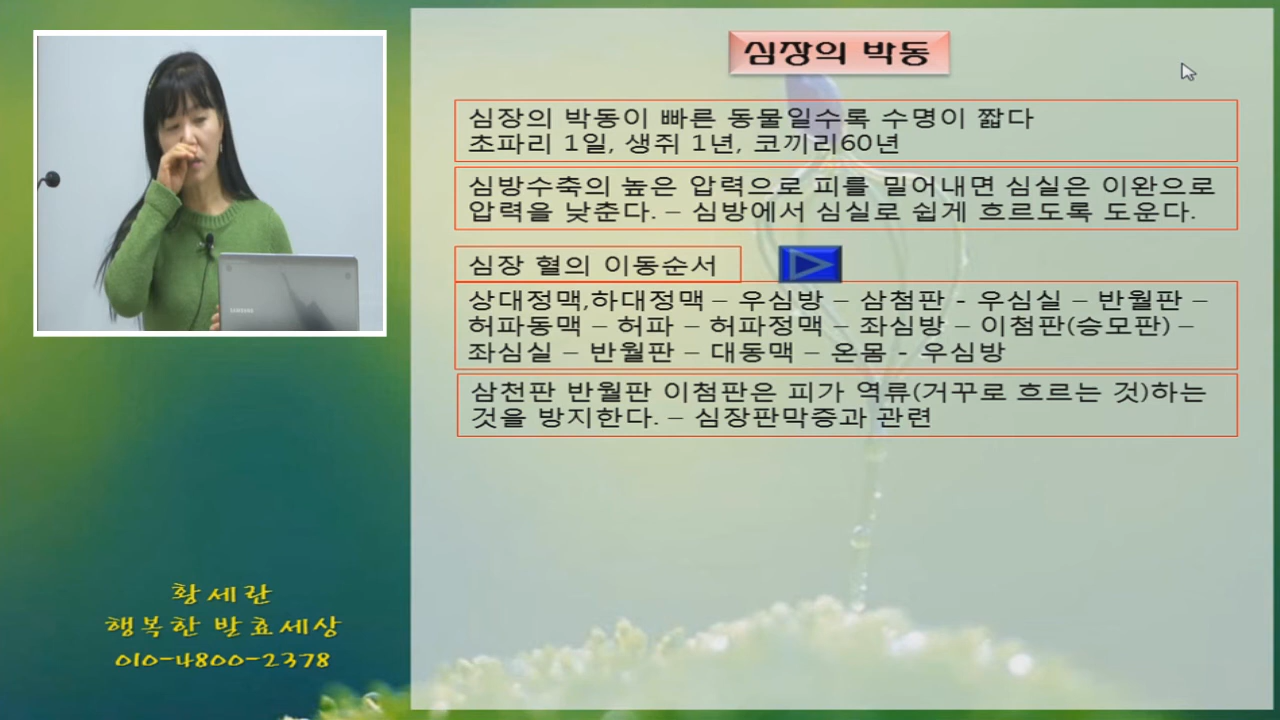 심장의 박동
심장의 박동이 빠른 동물일수록 수명이 짧다
초파리 1일, 생쥐 1년, 코끼리60년
심방수축의 높은 압력으로 피를 밀어내면 심실은 이완으로
압력을 낮춘다. – 심방에서 심실로 쉽게 흐르도록 도운다.
심장 혈의 이동순서
상대정맥,하대정맥 – 우심방 – 삼첨판 - 우심실 – 반월판 –
허파동맥 – 허파 – 허파정맥 – 좌심방 – 이첨판(승모판) –
좌심실 – 반월판 – 대동맥 – 온몸 - 우심방
삼천판 반월판 이첨판은 피가 역류(거꾸로 흐르는 것)하는
것을 방지한다. – 심장판막증과 관련
SAMSUNG
황세란
행복한 발효세상
010-4800-2378